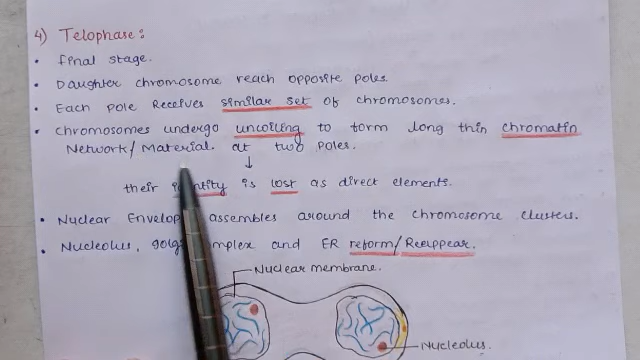 4) Telophase:
• final stage.
• Daughter chromosome reach opposite poles.
• Each pole Receives similar set of chromosomes.
• Chromosomes undergo uncoiling to form long thin chromatin
Network/Material at two poles.
↓
their identity is lost as direct elements.
• Nuclear Envelop assembles around the chromosome clusters.
• Nucleolus, golgi complex and ER reform/Reappear.
Nuclear membrane.
Nucleolus.